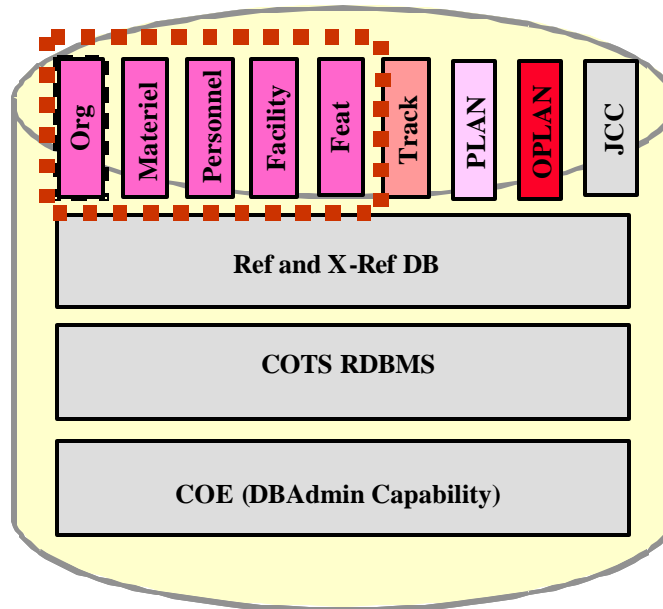 Org
Materiel
Personnel
Facility
Feat
Track
PLAN
OPLAN
JCC
Ref and X-Ref DB
COTS RDBMS
COE (DBAdmin Capability)